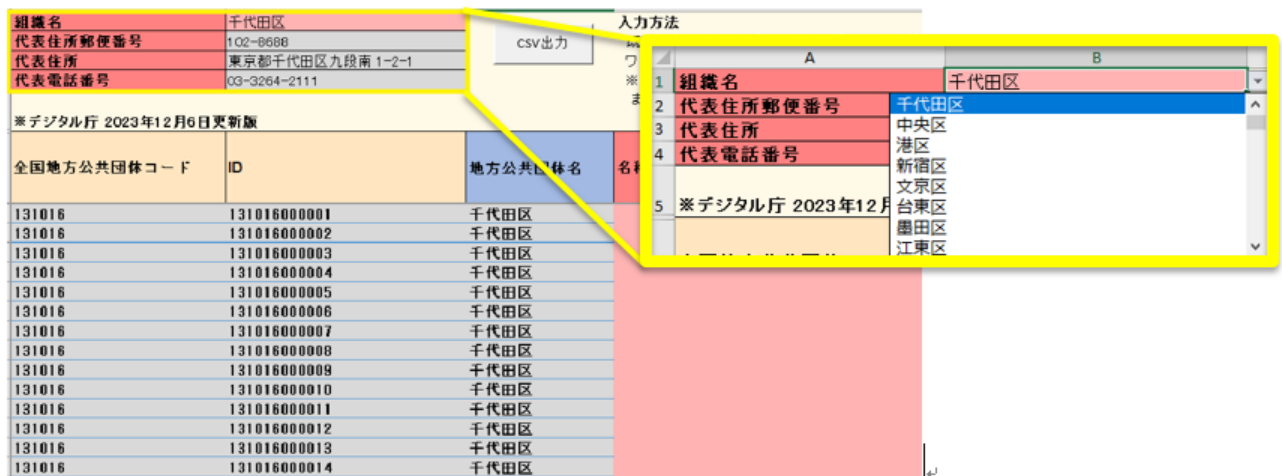 組織名 千代田区
代表住所郵便番号 102-8688
代表住所 東京都千代田区九段南1-2-1
代表電話番号 03-3264-2111
csv出力
入力方法
ワ
※
ま
※デジタル庁 2023年12月6日更新版
全国地方公共団体コード ID 地方公共団体名 名
131016 131016000001 千代田区
131016 131016000002 千代田区
131016 131016000003 千代田区
131016 131016000004 千代田区
131016 131016000005 千代田区
131016 131016000006 千代田区
131016 131016000007 千代田区
131016 131016000008 千代田区
131016 131016000009 千代田区
131016 131016000010 千代田区
131016 131016000011 千代田区
131016 131016000012 千代田区
131016 131016000013 千代田区
131016 131016000014 千代田区
A B
1 組織名 千代田区
2 代表住所郵便番号
3 代表住所
4 代表電話番号
5 ※デジタル庁 2023年12月
千代田区
中央区
港区
新宿区
文京区
台東区
墨田区
江東区